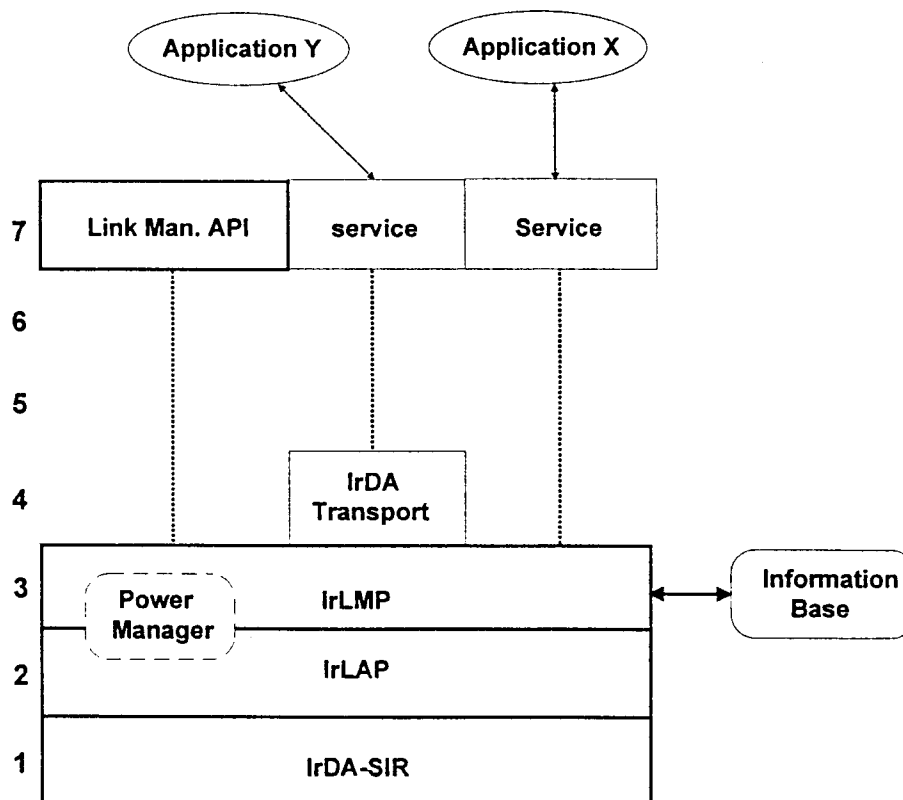 Application Y
Application X
7
Link Man. API
service
Service
6
5
4
IrDA
Transport
3
Power
Manager
IrLMP
Information
Base
2
IrLAP
1
IrDA-SIR